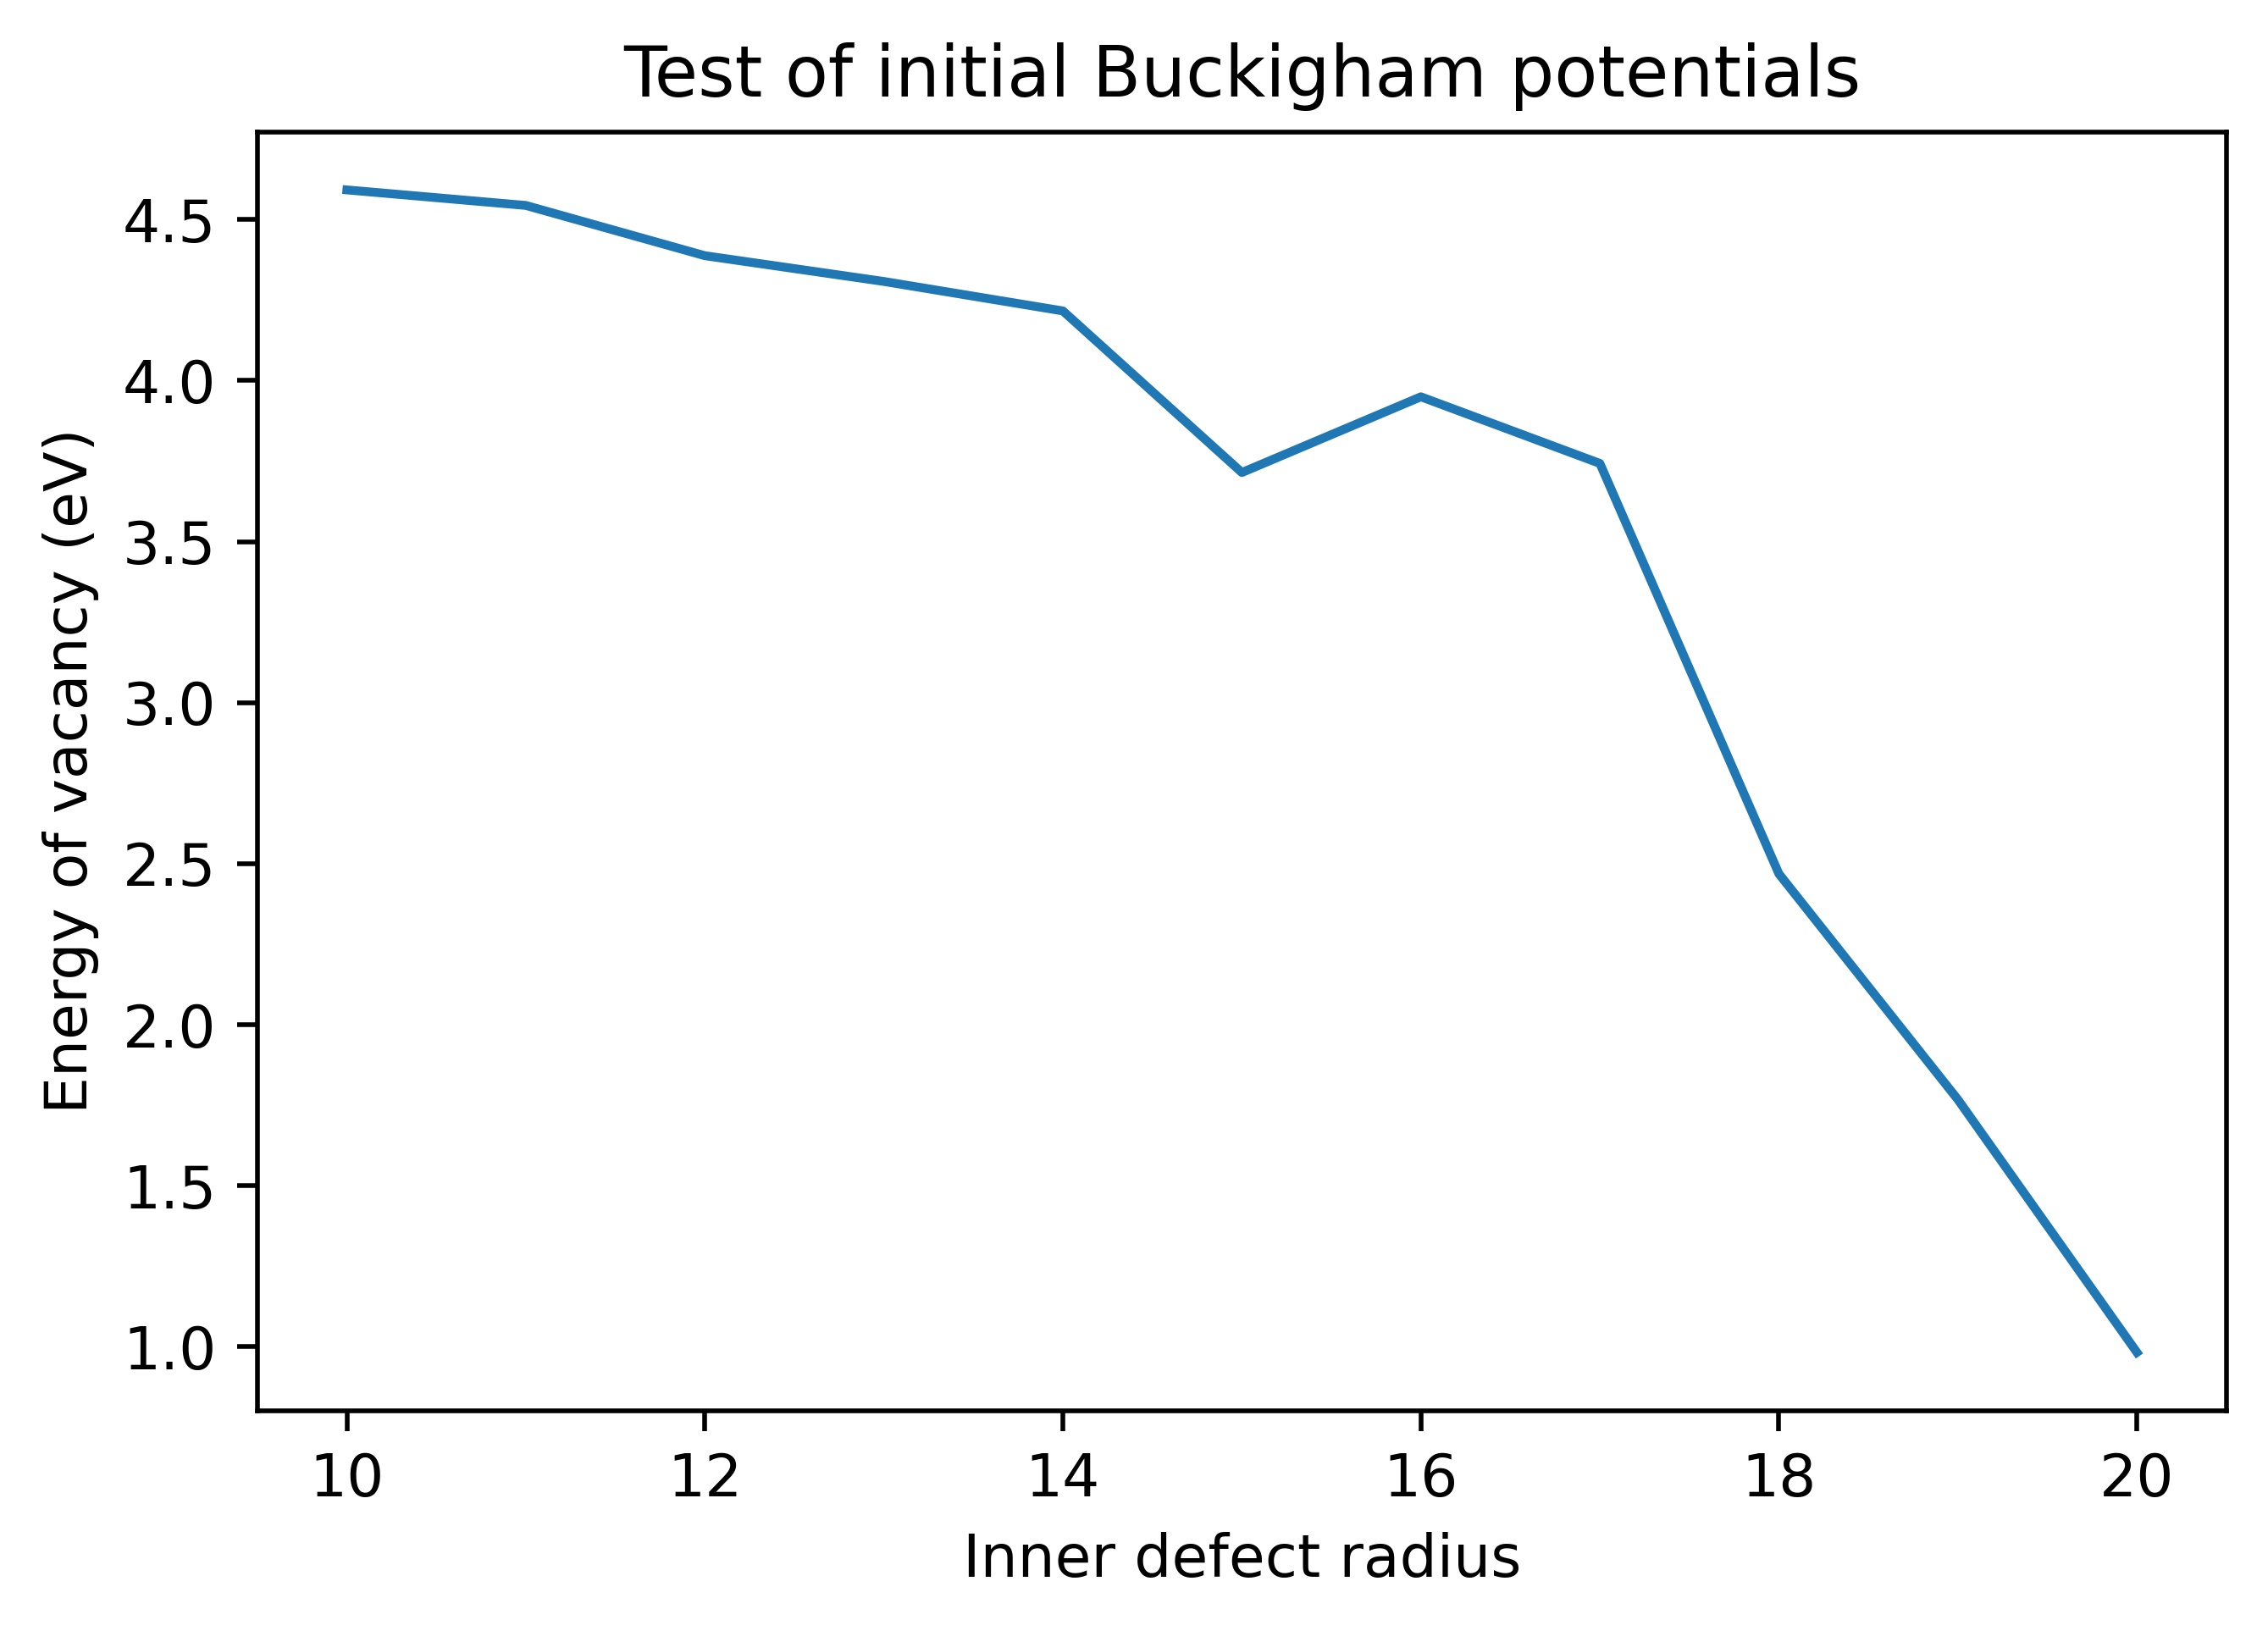 Test of initial Buckigham potentials
Energy of vacancy (eV)
4.5
4.0
3.5
3.0
2.5
2.0
1.5
1.0
10 12 14 16 18 20
Inner defect radius